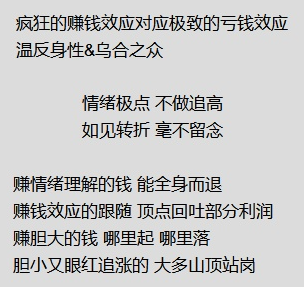 疯狂的赚钱效应对应极致的亏钱效应
温反身性&乌合之众
情绪极点 不做追高
如见转折 毫不留念
赚情绪理解的钱 能全身而退
赚钱效应的跟随 顶点回吐部分利润
赚胆大的钱 哪里起 哪里落
胆小又眼红追涨的 大多山顶站岗